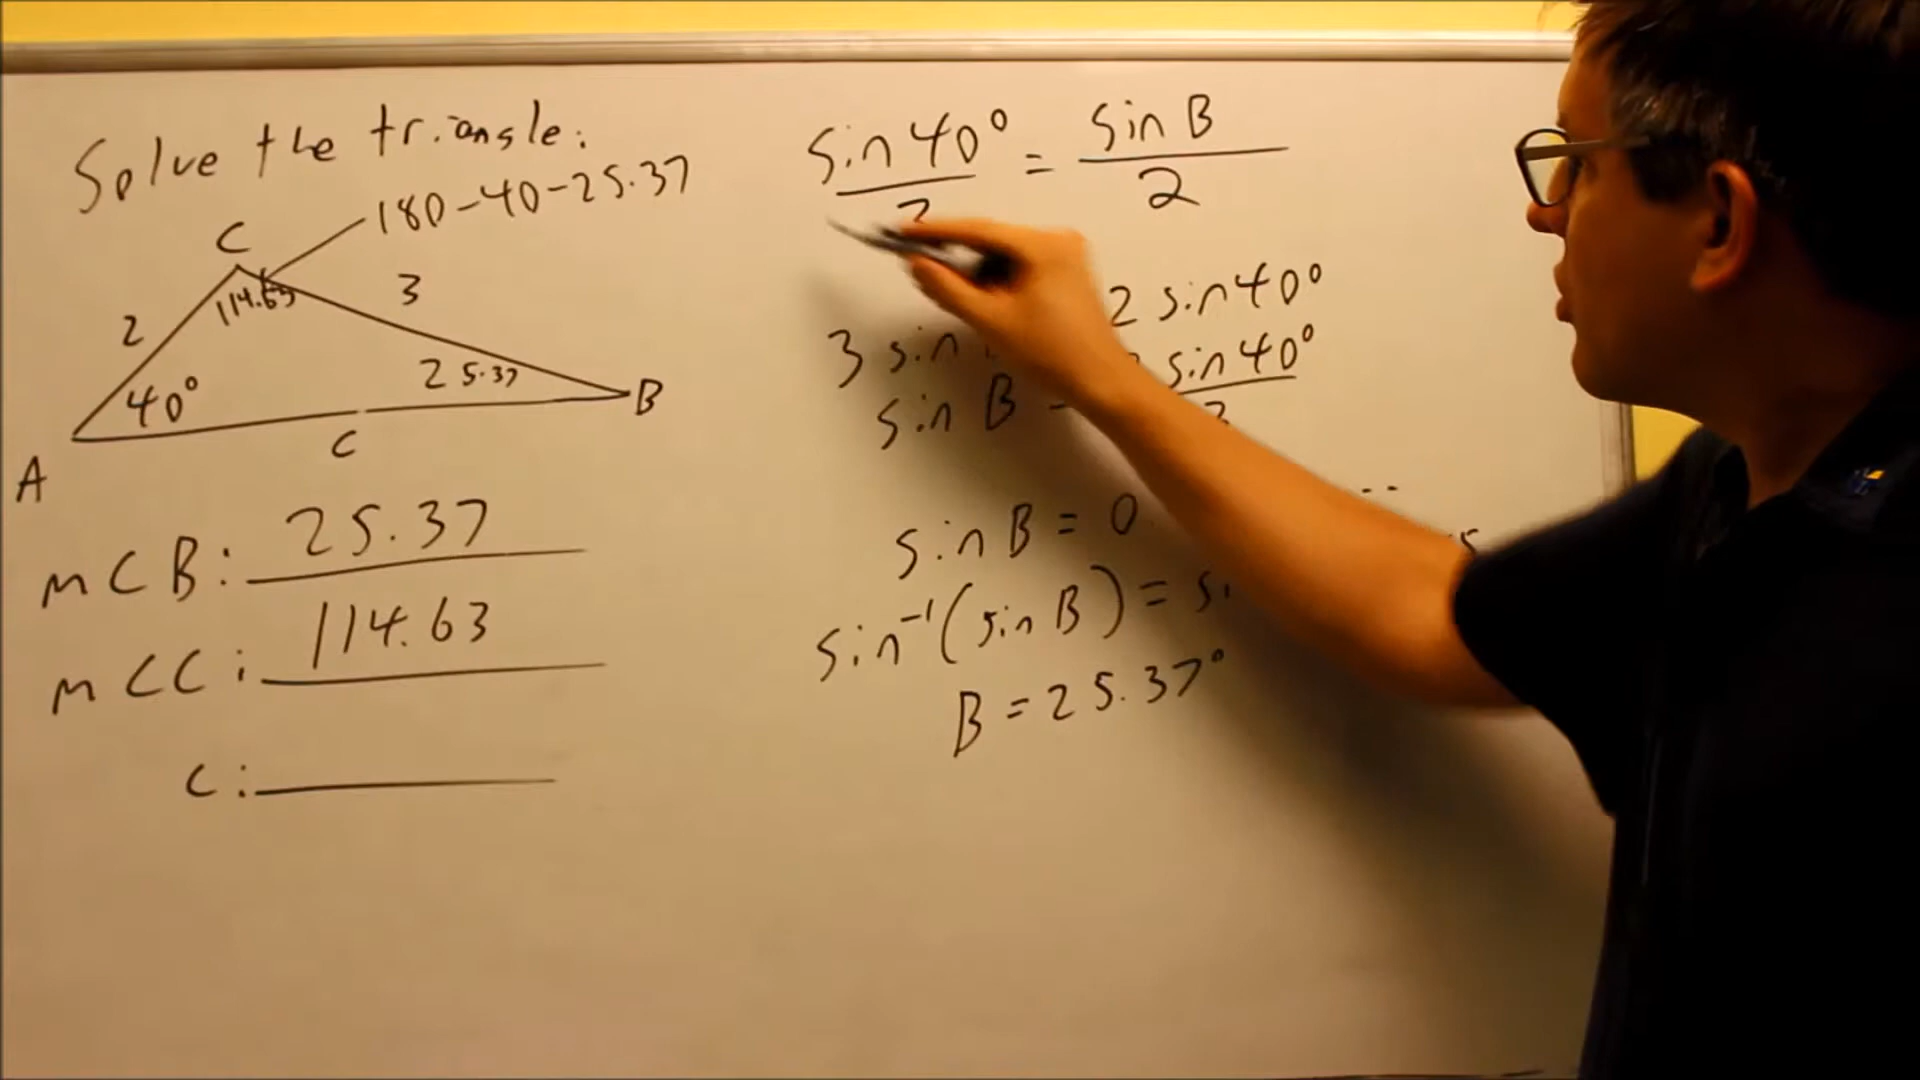 Solve the triangle:
180-40-25.37
C
114.63
2
3
40°
25.37
B
C
A
m<B: 25.37
m<C: 114.63
C:
sin 40° = sin B
2
2 sin 40°
3 sin
sin 40°
sin B
sin B = 0
sin⁻¹(sin B) =
B = 25.37°